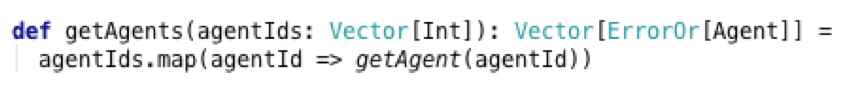 def getAgents(agentIds: Vector[Int]): Vector[ErrorOr[Agent]] =
  agentIds.map(agentId => getAgent(agentId))